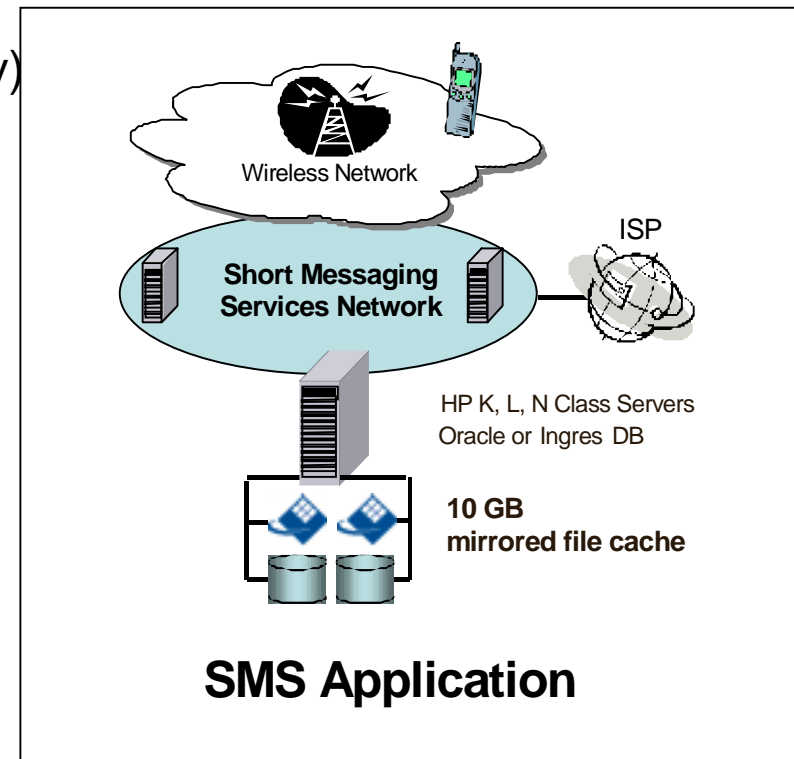 y)
Wireless Network
ISP
Short Messaging
Services Network
HP K, L, N Class Servers
Oracle or Ingres DB
10 GB
mirrored file cache
SMS Application